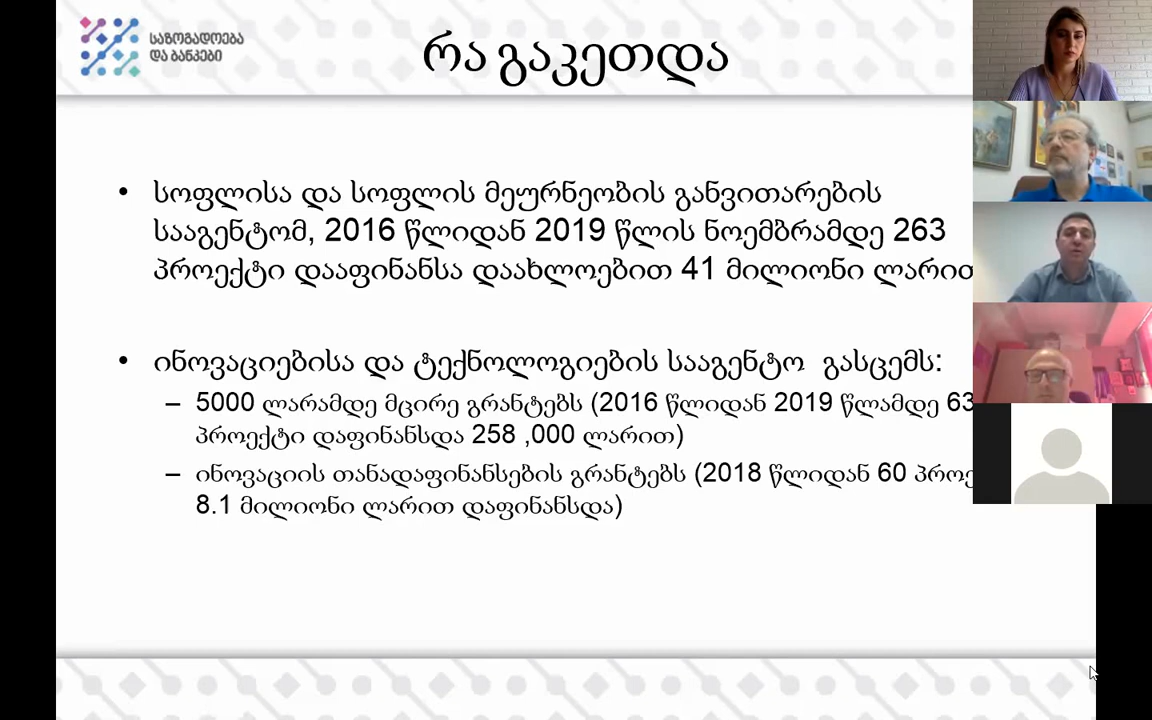 საზოგადოება
და ბანკები
რა გაკეთდა
• სოფლისა და სოფლის მეურნეობის განვითარების
სააგენტომ, 2016 წლიდან 2019 წლის ნოემბრამდე 263
პროექტი დააფინანსა დაახლოებით 41 მილიონი ლარით
• ინოვაციებისა და ტექნოლოგიების სააგენტო გასცემს:
– 5000 ლარამდე მცირე გრანტებს (2016 წლიდან 2019 წლამდე 63
პროექტი დაფინანსდა 258 ,000 ლარით)
– ინოვაციის თანადაფინანსების გრანტებს (2018 წლიდან 60
8.1 მილიონი ლარით დაფინანსდა)